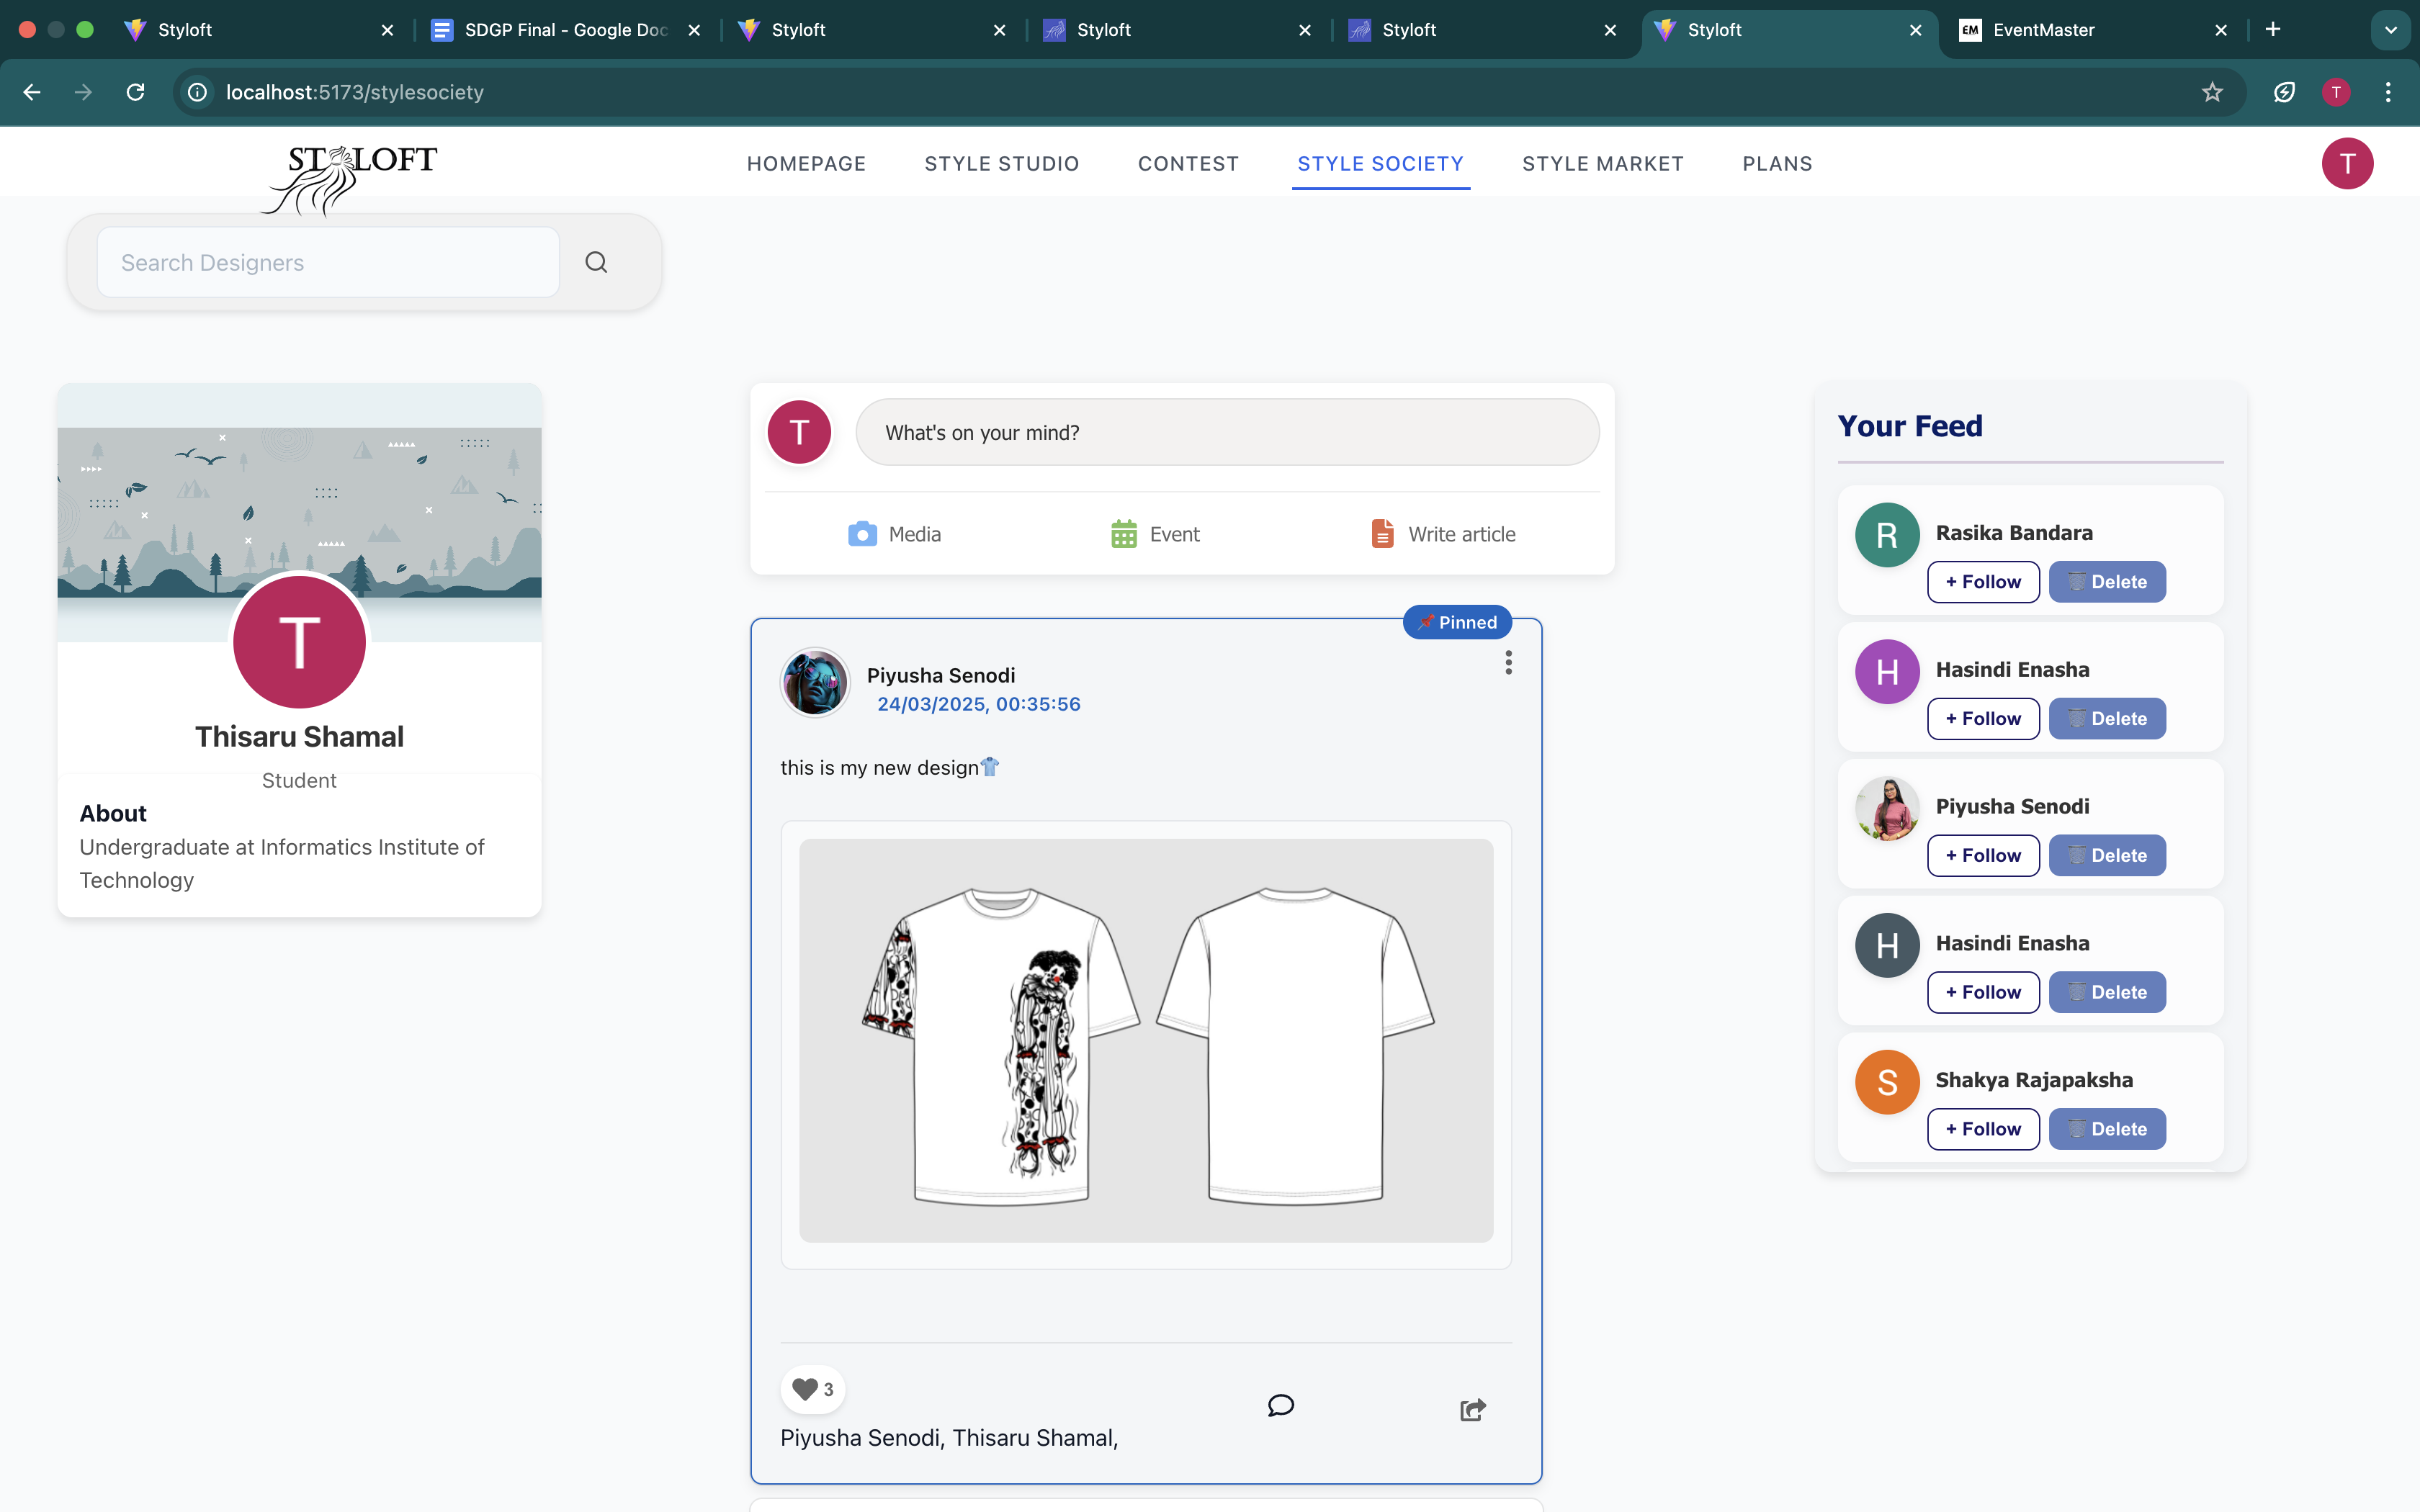 Styloft
SDGP Final - Google Doc
Styloft
Styloft
Styloft
Styloft
EM
EventMaster
localhost:5173/stylesociety
T
ST LOFT
HOMEPAGE
STYLE STUDIO
CONTEST
STYLE SOCIETY
STYLE MARKET
PLANS
T
Search Designers
T
Thisaru Shamal
Student
About
Undergraduate at Informatics Institute of
Technology
T
What's on your mind?
Media
Event
Write article
📌 Pinned
Piyusha Senodi
24/03/2025, 00:35:56
this is my new design👕
3
Piyusha Senodi, Thisaru Shamal,
Your Feed
R
Rasika Bandara
+ Follow
🗑️ Delete
H
Hasindi Enasha
+ Follow
🗑️ Delete
Piyusha Senodi
+ Follow
🗑️ Delete
H
Hasindi Enasha
+ Follow
🗑️ Delete
S
Shakya Rajapaksha
+ Follow
🗑️ Delete